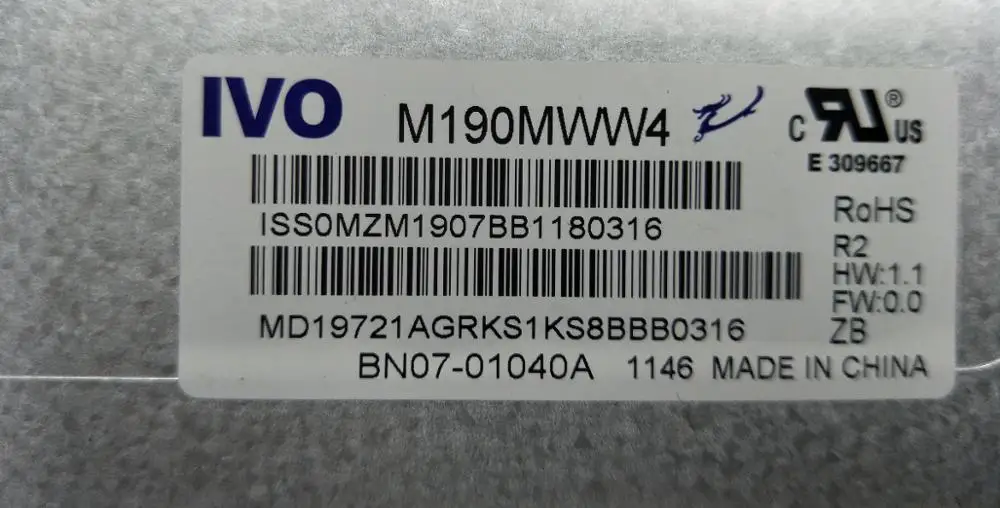 IVO M190MWW4
C RU ® US
E 309667
ISS0MZM1907BB1180316
RoHS
R2
HW:1.1
FW:0.0
MD19721AGRKS1KS8BBB0316
ZB
BN07-01040A 1146 MADE IN CHINA